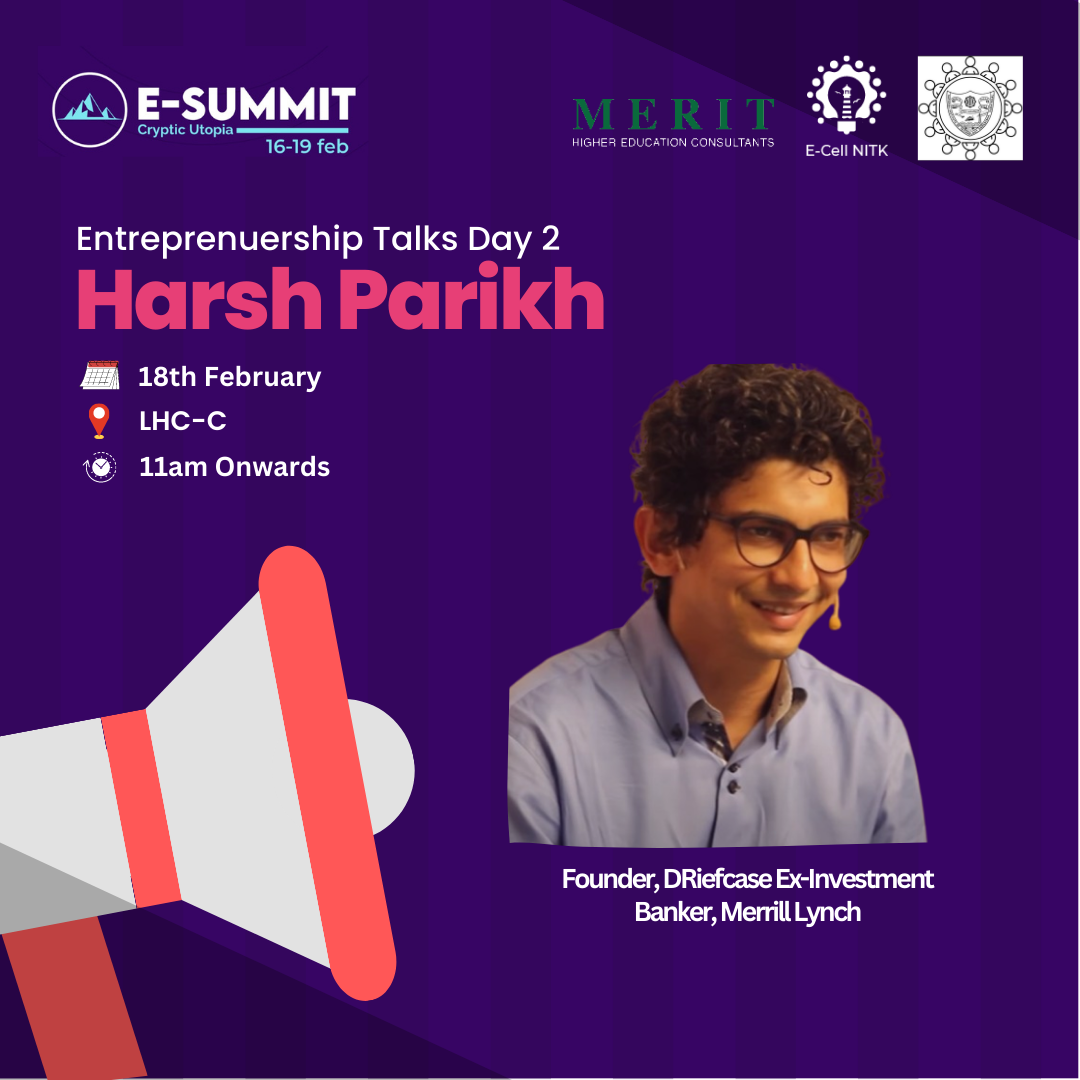 E-SUMMIT
Cryptic Utopia
16-19 feb
MERIT
HIGHER EDUCATION CONSULTANTS
E-Cell NITK
Entreprenuership Talks Day 2
Harsh Parikh
18th February
LHC-C
11am Onwards
Founder, DRiefcase Ex-Investment
Banker, Merrill Lynch